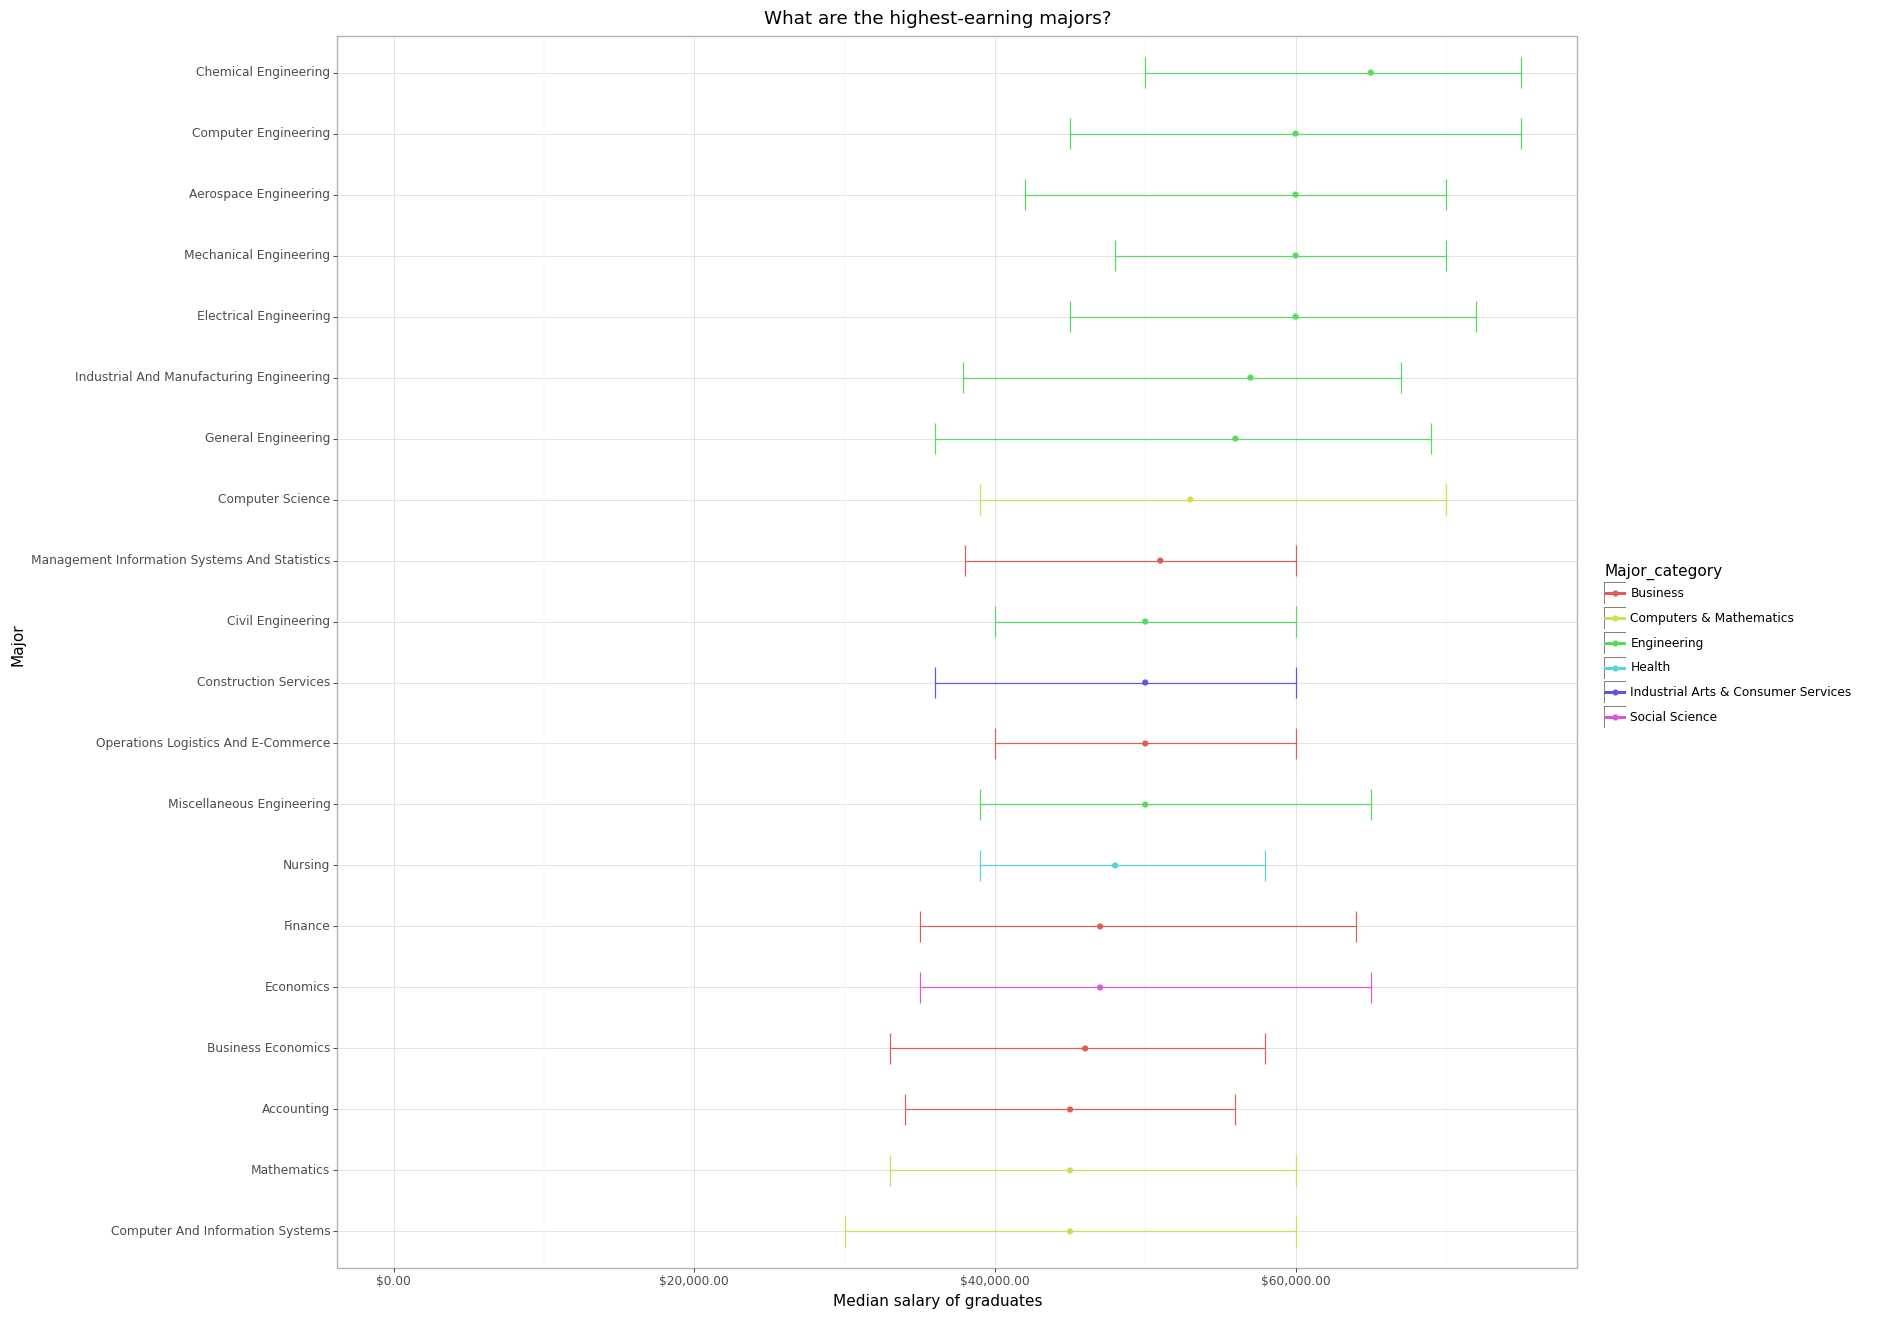 What are the highest-earning majors?
Chemical Engineering
Computer Engineering
Aerospace Engineering
Mechanical Engineering
Electrical Engineering
Industrial And Manufacturing Engineering
General Engineering
Computer Science
Management Information Systems And Statistics
Civil Engineering
Construction Services
Operations Logistics And E-Commerce
Miscellaneous Engineering
Nursing
Finance
Economics
Business Economics
Accounting
Mathematics
Computer And Information Systems
Major
$0.00
$20,000.00
$40,000.00
$60,000.00
Median salary of graduates
Major_category
Business
Computers & Mathematics
Engineering
Health
Industrial Arts & Consumer Services
Social Science